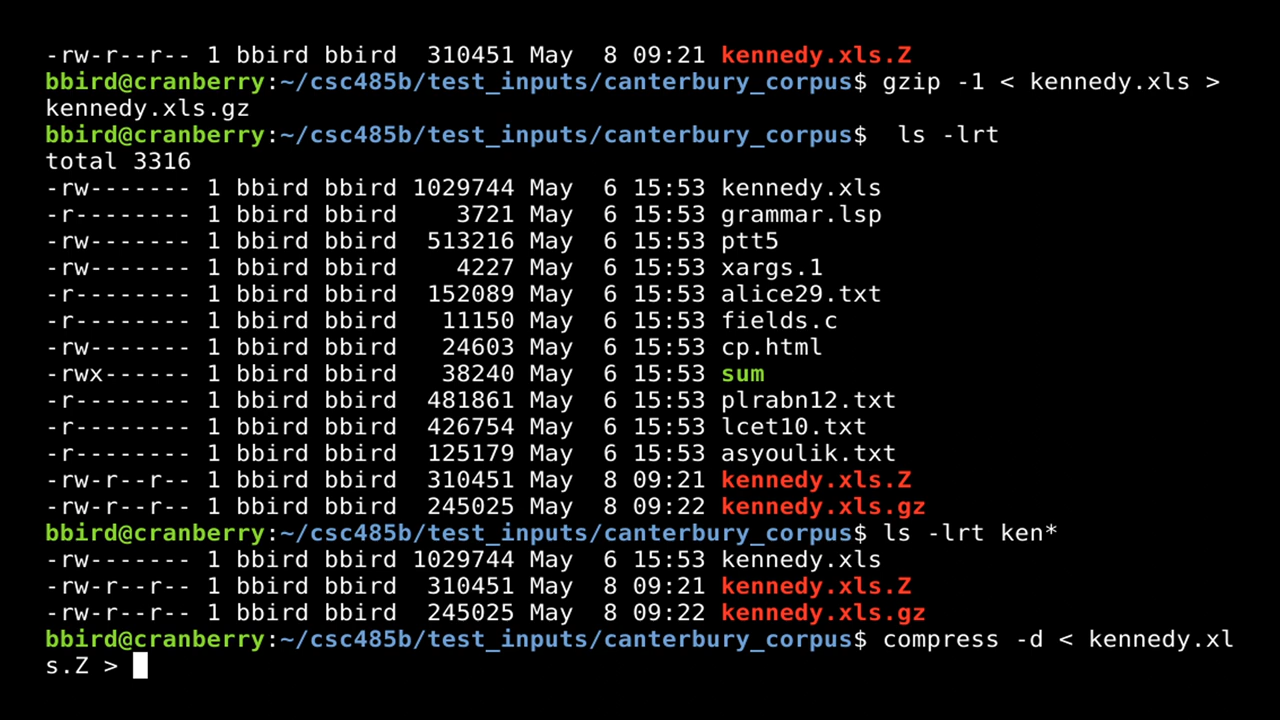 -rw-r--r-- 1 bbird bbird  310451 May  8 09:21 kennedy.xls.Z
bbird@cranberry:~/csc485b/test_inputs/canterbury_corpus$ gzip -1 < kennedy.xls >
kennedy.xls.gz
bbird@cranberry:~/csc485b/test_inputs/canterbury_corpus$  ls -lrt
total 3316
-rw------- 1 bbird bbird 1029744 May  6 15:53 kennedy.xls
-r-------- 1 bbird bbird    3721 May  6 15:53 grammar.lsp
-rw------- 1 bbird bbird  513216 May  6 15:53 ptt5
-rw------- 1 bbird bbird    4227 May  6 15:53 xargs.1
-r-------- 1 bbird bbird  152089 May  6 15:53 alice29.txt
-r-------- 1 bbird bbird   11150 May  6 15:53 fields.c
-rw------- 1 bbird bbird   24603 May  6 15:53 cp.html
-rwx------ 1 bbird bbird   38240 May  6 15:53 sum
-r-------- 1 bbird bbird  481861 May  6 15:53 plrabn12.txt
-r-------- 1 bbird bbird  426754 May  6 15:53 lcet10.txt
-r-------- 1 bbird bbird  125179 May  6 15:53 asyoulik.txt
-rw-r--r-- 1 bbird bbird  310451 May  8 09:21 kennedy.xls.Z
-rw-r--r-- 1 bbird bbird  245025 May  8 09:22 kennedy.xls.gz
bbird@cranberry:~/csc485b/test_inputs/canterbury_corpus$ ls -lrt ken*
-rw------- 1 bbird bbird 1029744 May  6 15:53 kennedy.xls
-rw-r--r-- 1 bbird bbird  310451 May  8 09:21 kennedy.xls.Z
-rw-r--r-- 1 bbird bbird  245025 May  8 09:22 kennedy.xls.gz
bbird@cranberry:~/csc485b/test_inputs/canterbury_corpus$ compress -d < kennedy.xl
s.Z >